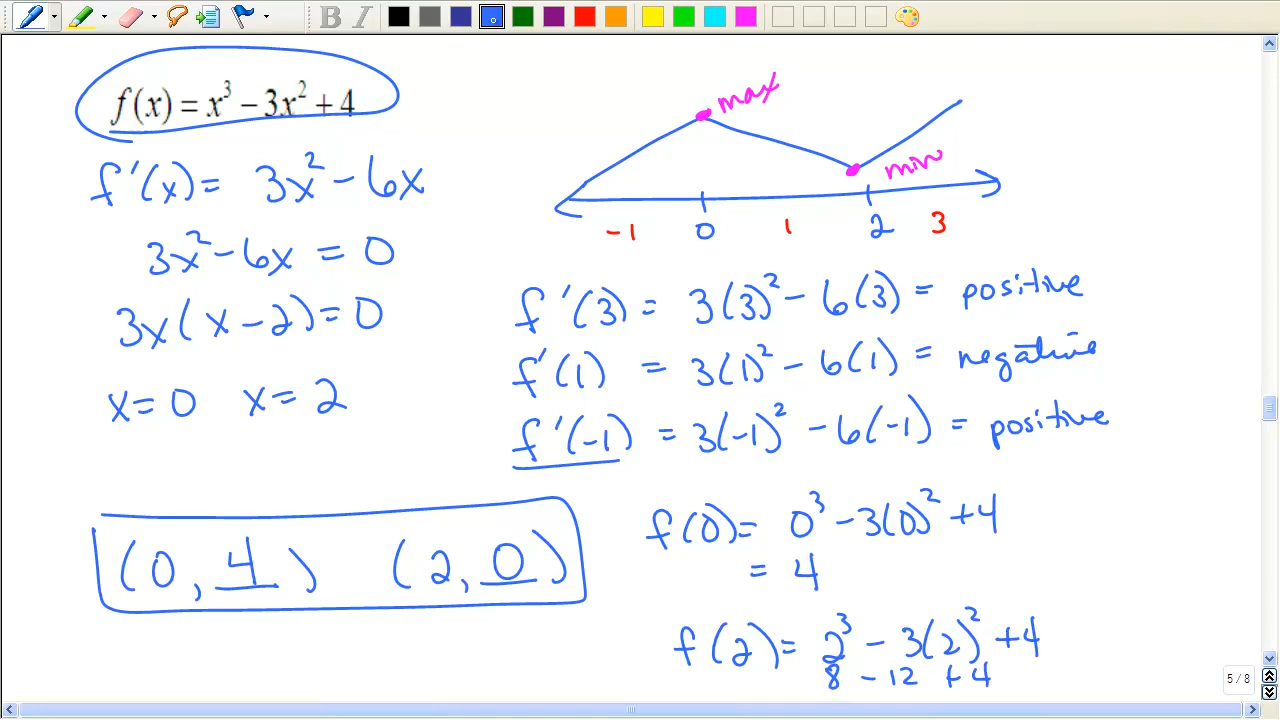 B I
f(x) = x³ − 3x² + 4
f'(x) = 3x² − 6x
3x² − 6x = 0
3x(x − 2) = 0
x = 0 x = 2
(0, 4) (2, 0)
max
min
-1 0 1 2 3
f'(3) = 3(3)² − 6(3) = positive
f'(1) = 3(1)² − 6(1) = negative
f'(-1) = 3(-1)² − 6(-1) = positive
f(0) = 0³ − 3(0)² + 4
= 4
f(2) = 2³ − 3(2)² + 4
8 − 12 + 4
5/8